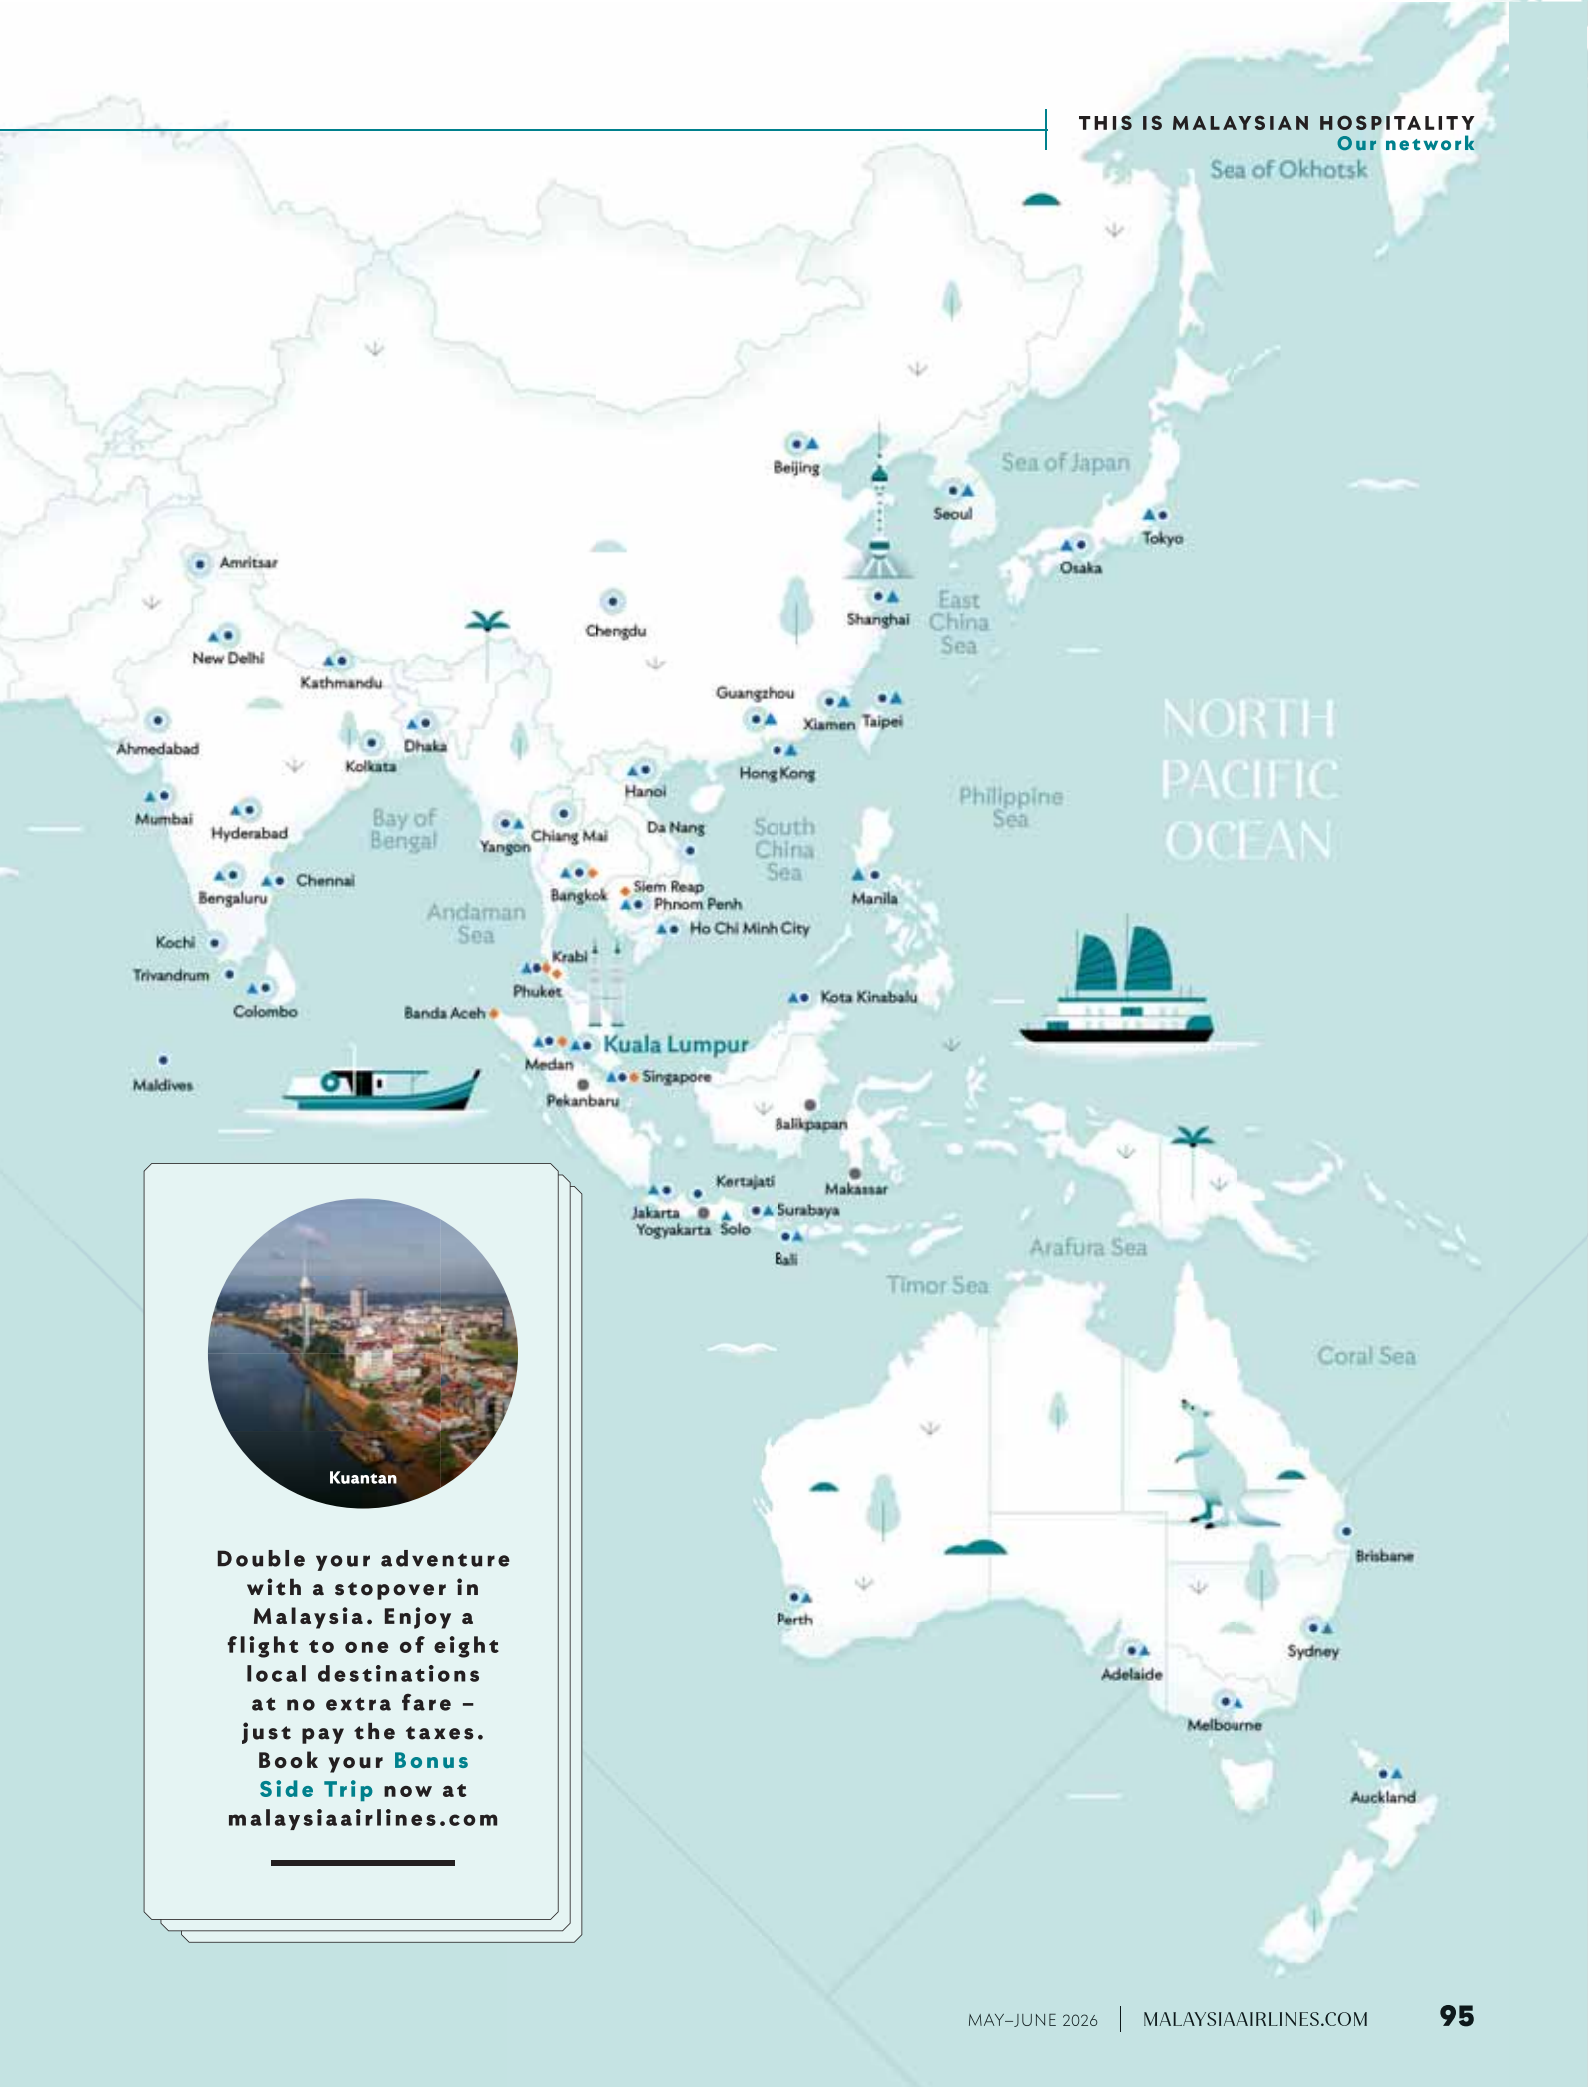 THIS IS MALAYSIAN HOSPITALITY
Our network
Sea of Okhotsk
Beijing
Sea of Japan
Seoul
Tokyo
Osaka
Amritsar
Chengdu
Shanghai
East
China
Sea
New Delhi
Kathmandu
Guangzhou
Xiamen
Taipei
NORTH
PACIFIC
OCEAN
Ahmedabad
Dhaka
Kolkata
Hong Kong
Hanoi
Mumbai
Hyderabad
Bay of
Bengal
Yangon
Chiang Mai
Da Nang
South
China
Sea
Philippine
Sea
Bengaluru
Chennai
Bangkok
Siem Reap
Phnom Penh
Manila
Andaman
Sea
Ho Chi Minh City
Kochi
Krabi
Trivandrum
Phuket
Kota Kinabalu
Colombo
Banda Aceh
Kuala Lumpur
Medan
Singapore
Maldives
Pekanbaru
Balikpapan
Kertajati
Makassar
Jakarta
Surabaya
Yogyakarta
Solo
Bali
Arafura Sea
Timor Sea
Coral Sea
Kuantan
Double your adventure
with a stopover in
Malaysia. Enjoy a
flight to one of eight
local destinations
at no extra fare –
just pay the taxes.
Book your Bonus
Side Trip now at
malaysiaairlines.com
Brisbane
Perth
Sydney
Adelaide
Melbourne
Auckland
MAY–JUNE 2026
MALAYSIAAIRLINES.COM
95